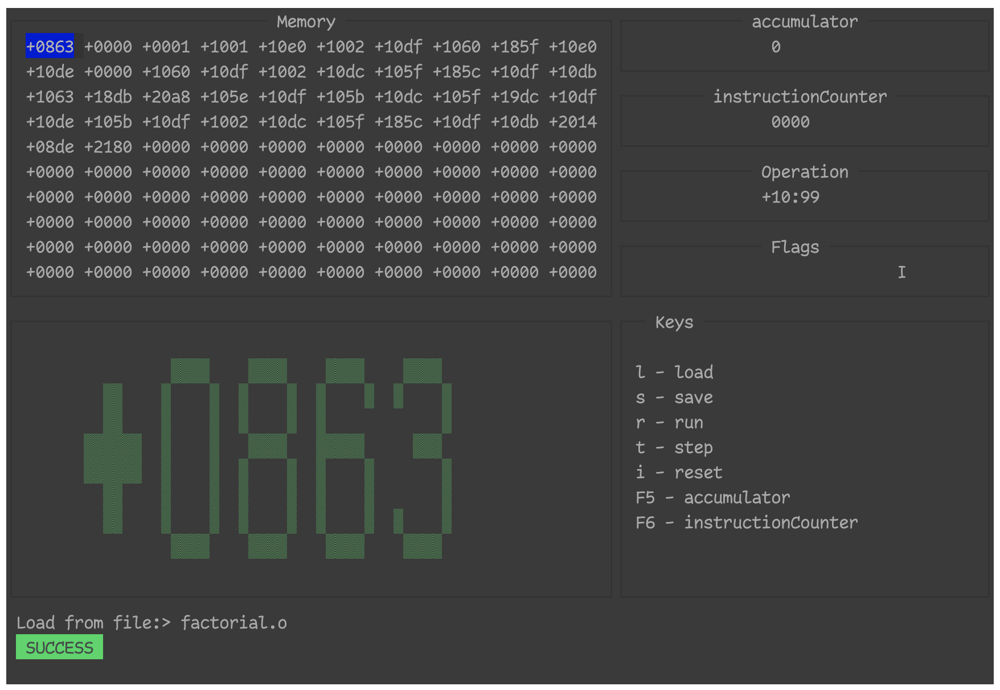 Memory
+0863 +0000 +0001 +1001 +10e0 +1002 +10df +1060 +185f +10e0
+10de +0000 +1060 +10df +1002 +10dc +105f +185c +10df +10db
+1063 +18db +20a8 +105e +10df +105b +10dc +105f +19dc +10df
+10de +105b +10df +1002 +10dc +105f +185c +10df +10db +2014
+08de +2180 +0000 +0000 +0000 +0000 +0000 +0000 +0000 +0000
+0000 +0000 +0000 +0000 +0000 +0000 +0000 +0000 +0000 +0000
+0000 +0000 +0000 +0000 +0000 +0000 +0000 +0000 +0000 +0000
+0000 +0000 +0000 +0000 +0000 +0000 +0000 +0000 +0000 +0000
+0000 +0000 +0000 +0000 +0000 +0000 +0000 +0000 +0000 +0000
+0000 +0000 +0000 +0000 +0000 +0000 +0000 +0000 +0000 +0000
accumulator
0
instructionCounter
0000
Operation
+10:99
Flags
I
+0863
Keys
l - load
s - save
r - run
t - step
i - reset
F5 - accumulator
F6 - instructionCounter
Load from file:> factorial.o
SUCCESS